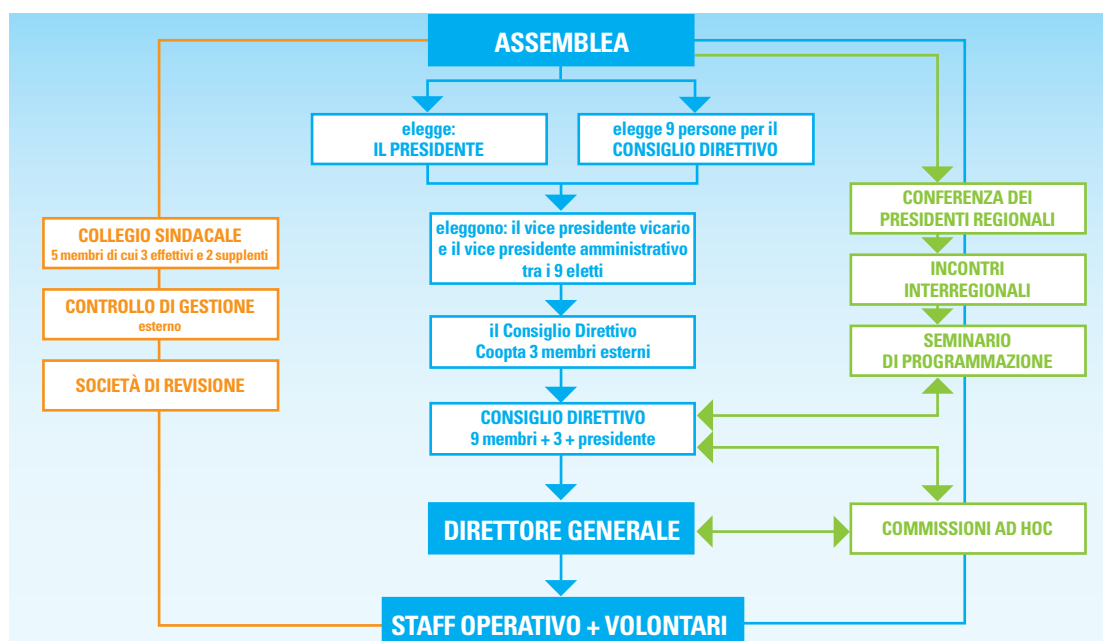 ASSEMBLEA
elegge:
IL PRESIDENTE
elegge 9 persone per il
CONSIGLIO DIRETTIVO
eleggono: il vice presidente vicario
e il vice presidente amministrativo
tra i 9 eletti
il Consiglio Direttivo
Coopta 3 membri esterni
CONSIGLIO DIRETTIVO
9 membri + 3 + presidente
DIRETTORE GENERALE
STAFF OPERATIVO + VOLONTARI
COLLEGIO SINDACALE
5 membri di cui 3 effettivi e 2 supplenti
CONTROLLO DI GESTIONE
esterno
SOCIETÀ DI REVISIONE
CONFERENZA DEI
PRESIDENTI REGIONALI
INCONTRI
INTERREGIONALI
SEMINARIO
DI PROGRAMMAZIONE
COMMISSIONI AD HOC